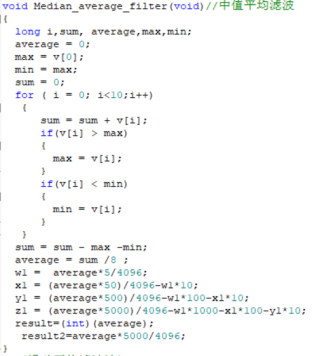 void Median_average_filter(void)//中值平均滤波
{
long i,sum, average,max,min;
average = 0;
max = v[0];
min = max;
sum = 0;
for ( i = 0; i<10;i++)
{
sum = sum + v[i];
if(v[i] > max)
{
max = v[i];
}
if(v[i] < min)
{
min = v[i];
}
}
sum = sum - max -min;
average = sum /8 ;
w1 = average*5/4096;
x1 = (average*50)/4096-w1*10;
y1 = (average*500)/4096-w1*100-x1*10;
z1 = (average*5000)/4096-w1*1000-x1*100-y1*10;
result=(int)(average);
result2=average*5000/4096;
}